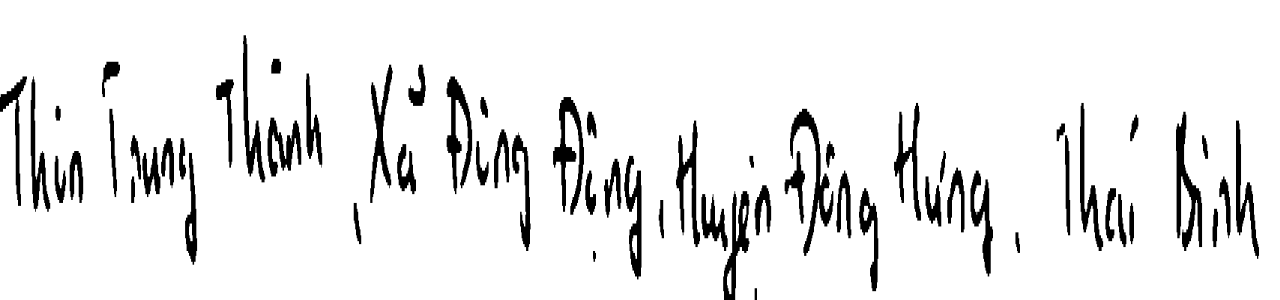 Thôn Trung Thành, Xã Đông Động, Huyện Đông Hưng, Thái Bình